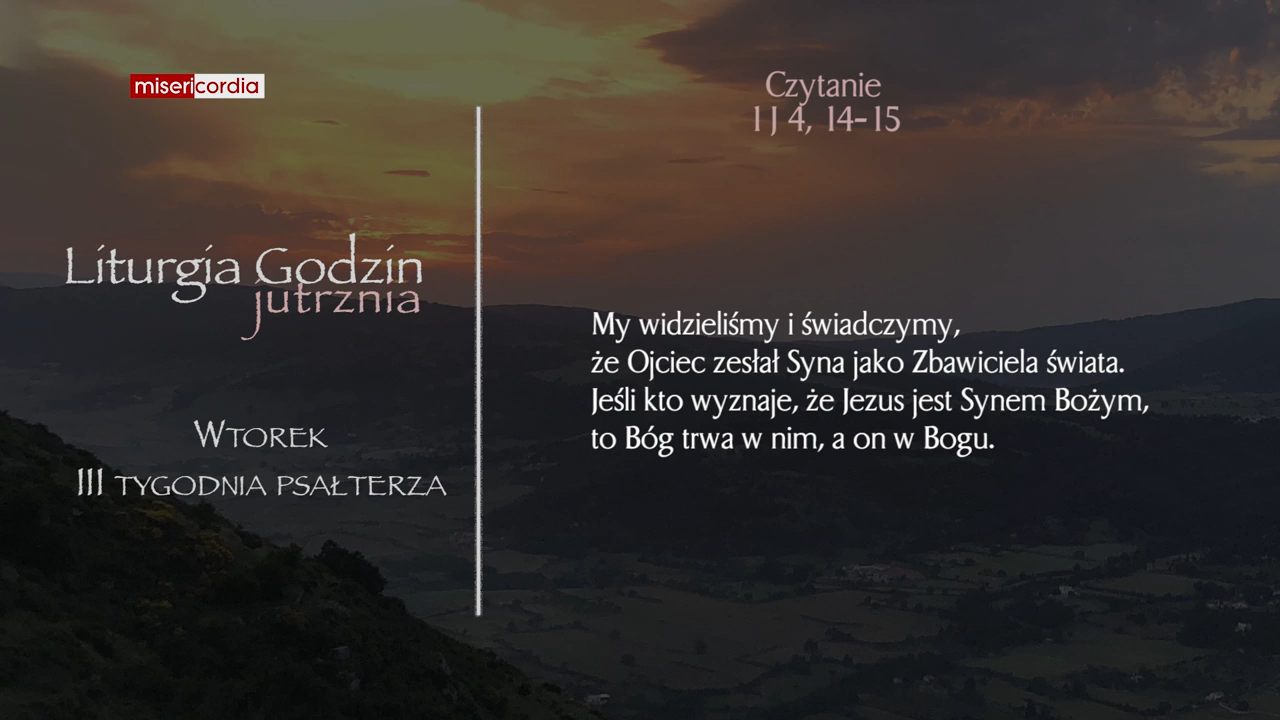 misericordia
Liturgia Godzin
jutrznia
Wtorek
III tygodnia psałterza
Czytanie
1 J 4, 14-15
My widzieliśmy i świadczymy,
że Ojciec zesłał Syna jako Zbawiciela świata.
Jeśli kto wyznaje, że Jezus jest Synem Bożym,
to Bóg trwa w nim, a on w Bogu.